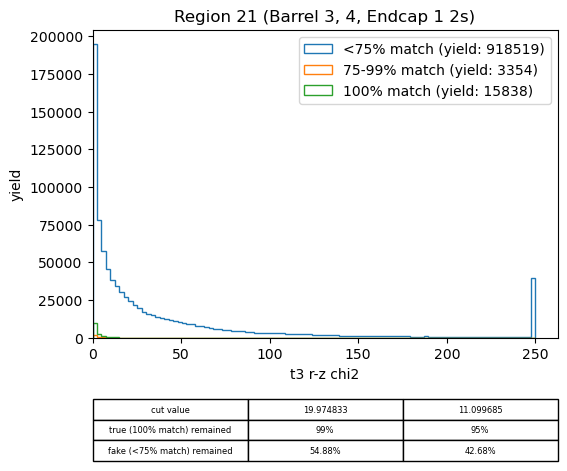 Region 21 (Barrel 3, 4, Endcap 1 2s)
<75% match (yield: 918519)
75-99% match (yield: 3354)
100% match (yield: 15838)
yield
200000
175000
150000
125000
100000
75000
50000
25000
0
0 50 100 150 200 250
t3 r-z chi2
cut value 19.974833 11.099685
true (100% match) remained 99% 95%
fake (<75% match) remained 54.88% 42.68%